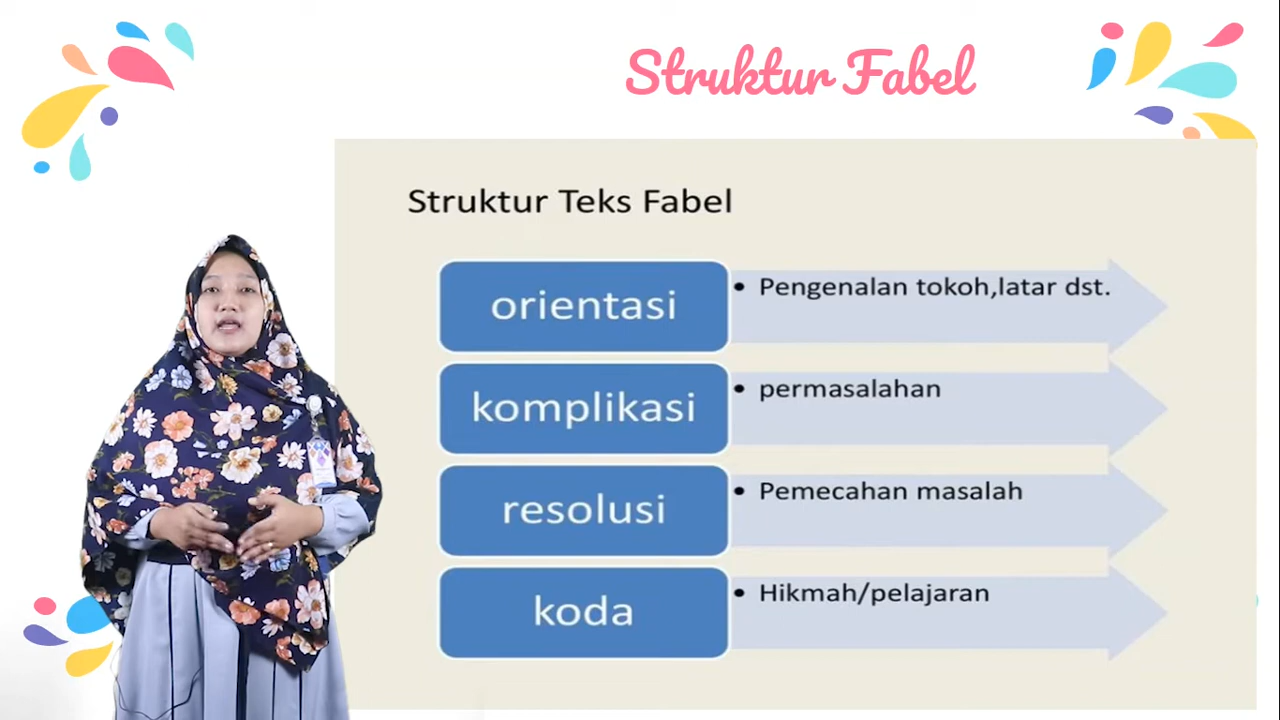 Struktur Fabel
Struktur Teks Fabel
orientasi
• Pengenalan tokoh,latar dst.
komplikasi
• permasalahan
resolusi
• Pemecahan masalah
koda
• Hikmah/pelajaran